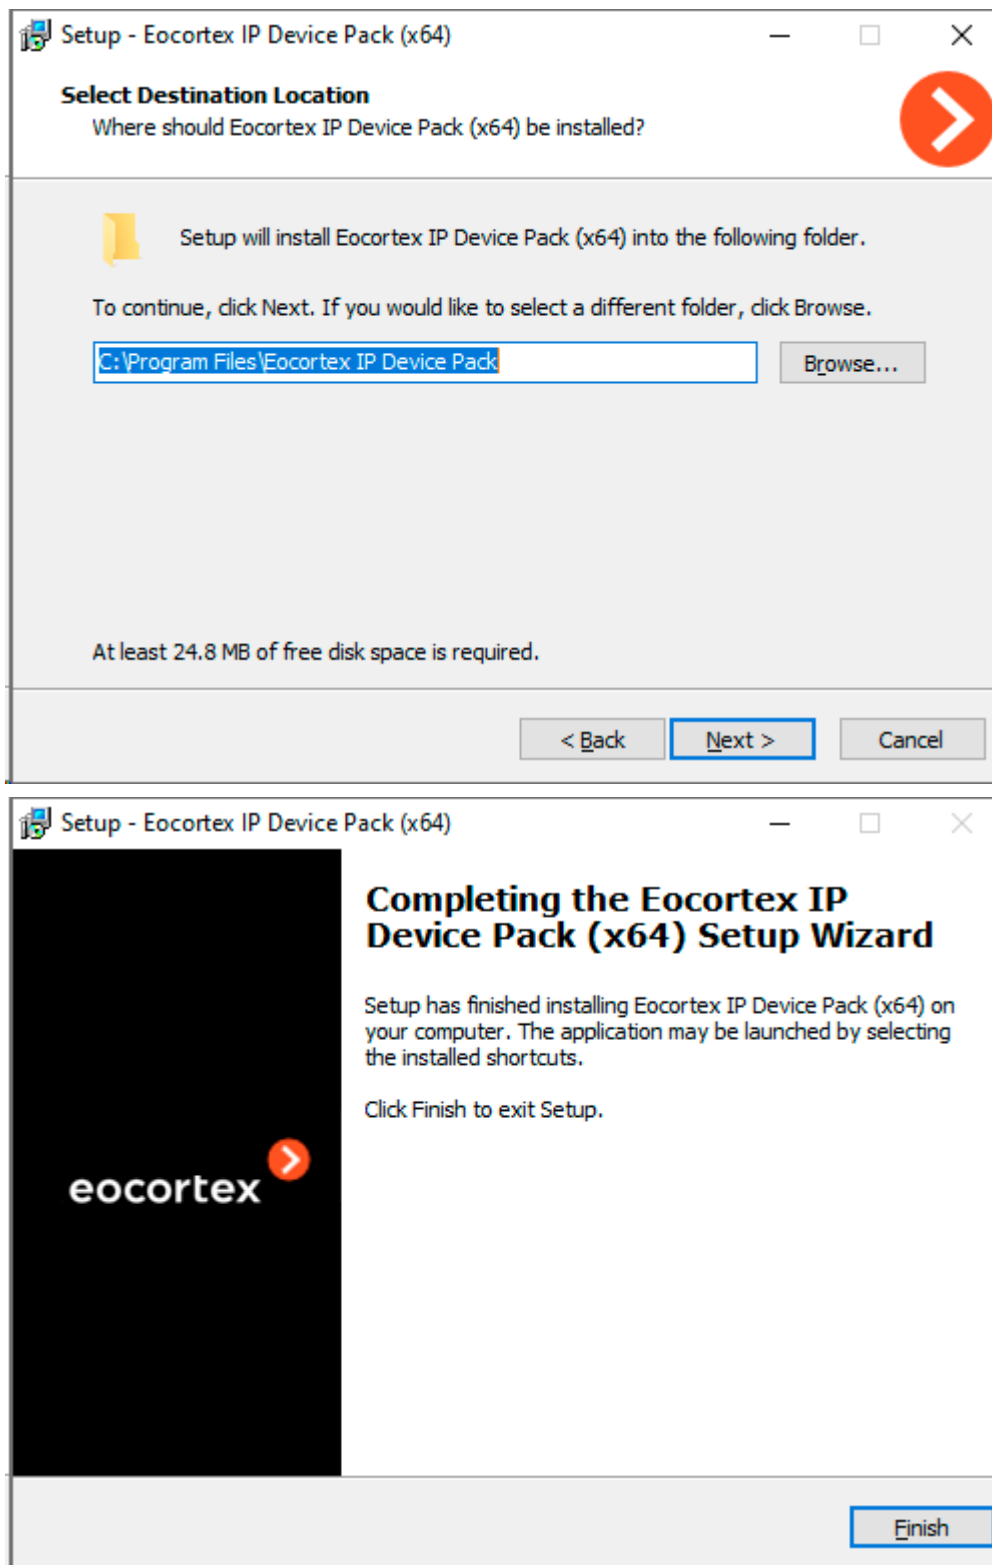 Setup - Eocortex IP Device Pack (x64)
Select Destination Location
Where should Eocortex IP Device Pack (x64) be installed?
Setup will install Eocortex IP Device Pack (x64) into the following folder.
To continue, click Next. If you would like to select a different folder, click Browse.
C:\Program Files\Eocortex IP Device Pack
Browse...
At least 24.8 MB of free disk space is required.
< Back
Next >
Cancel
Setup - Eocortex IP Device Pack (x64)
Completing the Eocortex IP
Device Pack (x64) Setup Wizard
Setup has finished installing Eocortex IP Device Pack (x64) on
your computer. The application may be launched by selecting
the installed shortcuts.
Click Finish to exit Setup.
eocortex
Finish